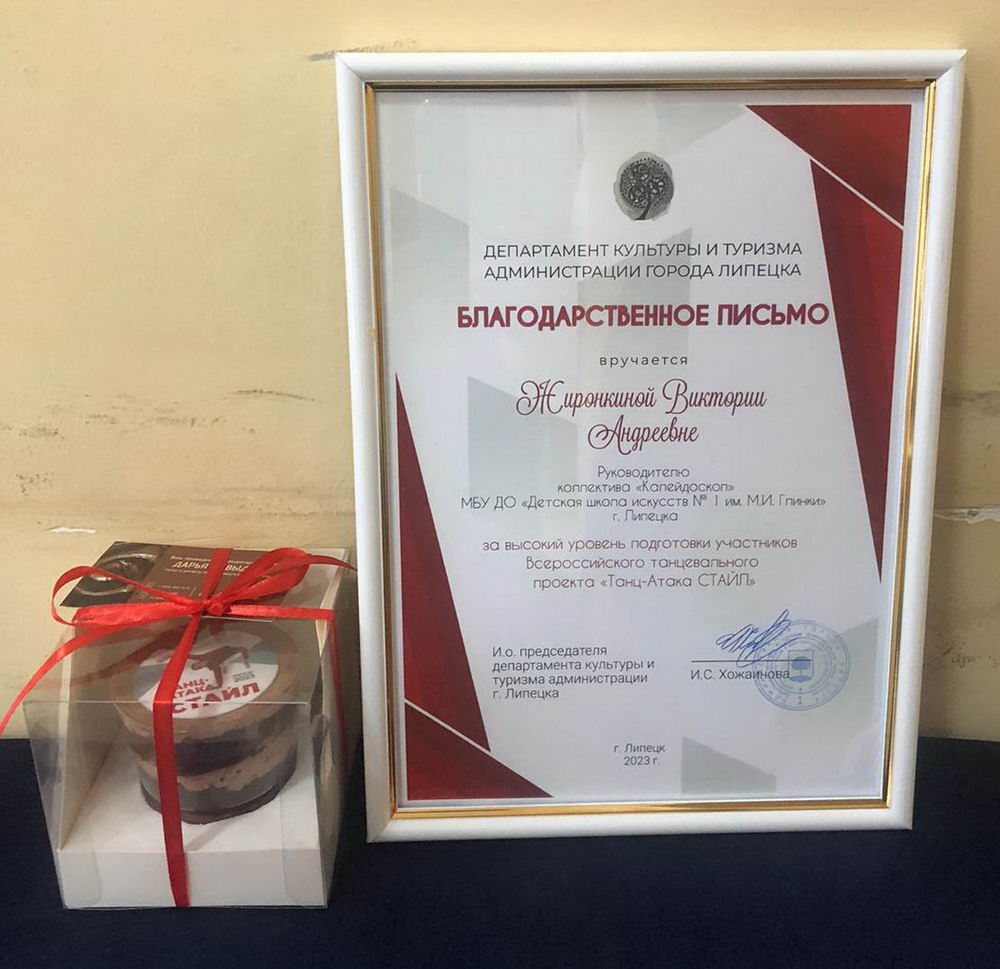 ДЕПАРТАМЕНТ КУЛЬТУРЫ И ТУРИЗМА
АДМИНИСТРАЦИИ ГОРОДА ЛИПЕЦКА
БЛАГОДАРСТВЕННОЕ ПИСЬМО
вручается
Жиронкиной Виктории
Андреевне
Руководителю
коллектива «Калейдоскоп»
МБУ ДО «Детская школа искусств № 1 им. М.И. Глинки»
г. Липецка
за высокий уровень подготовки участников
Всероссийского танцевального
проекта «Танц-Атака СТАЙЛ»
И.о. председателя
департамента культуры и
туризма администрации
г. Липецка
И.С. Хожаинова
г. Липецк
2023 г.
ДАРЬЯ
АТАКА
2023
СТАЙЛ